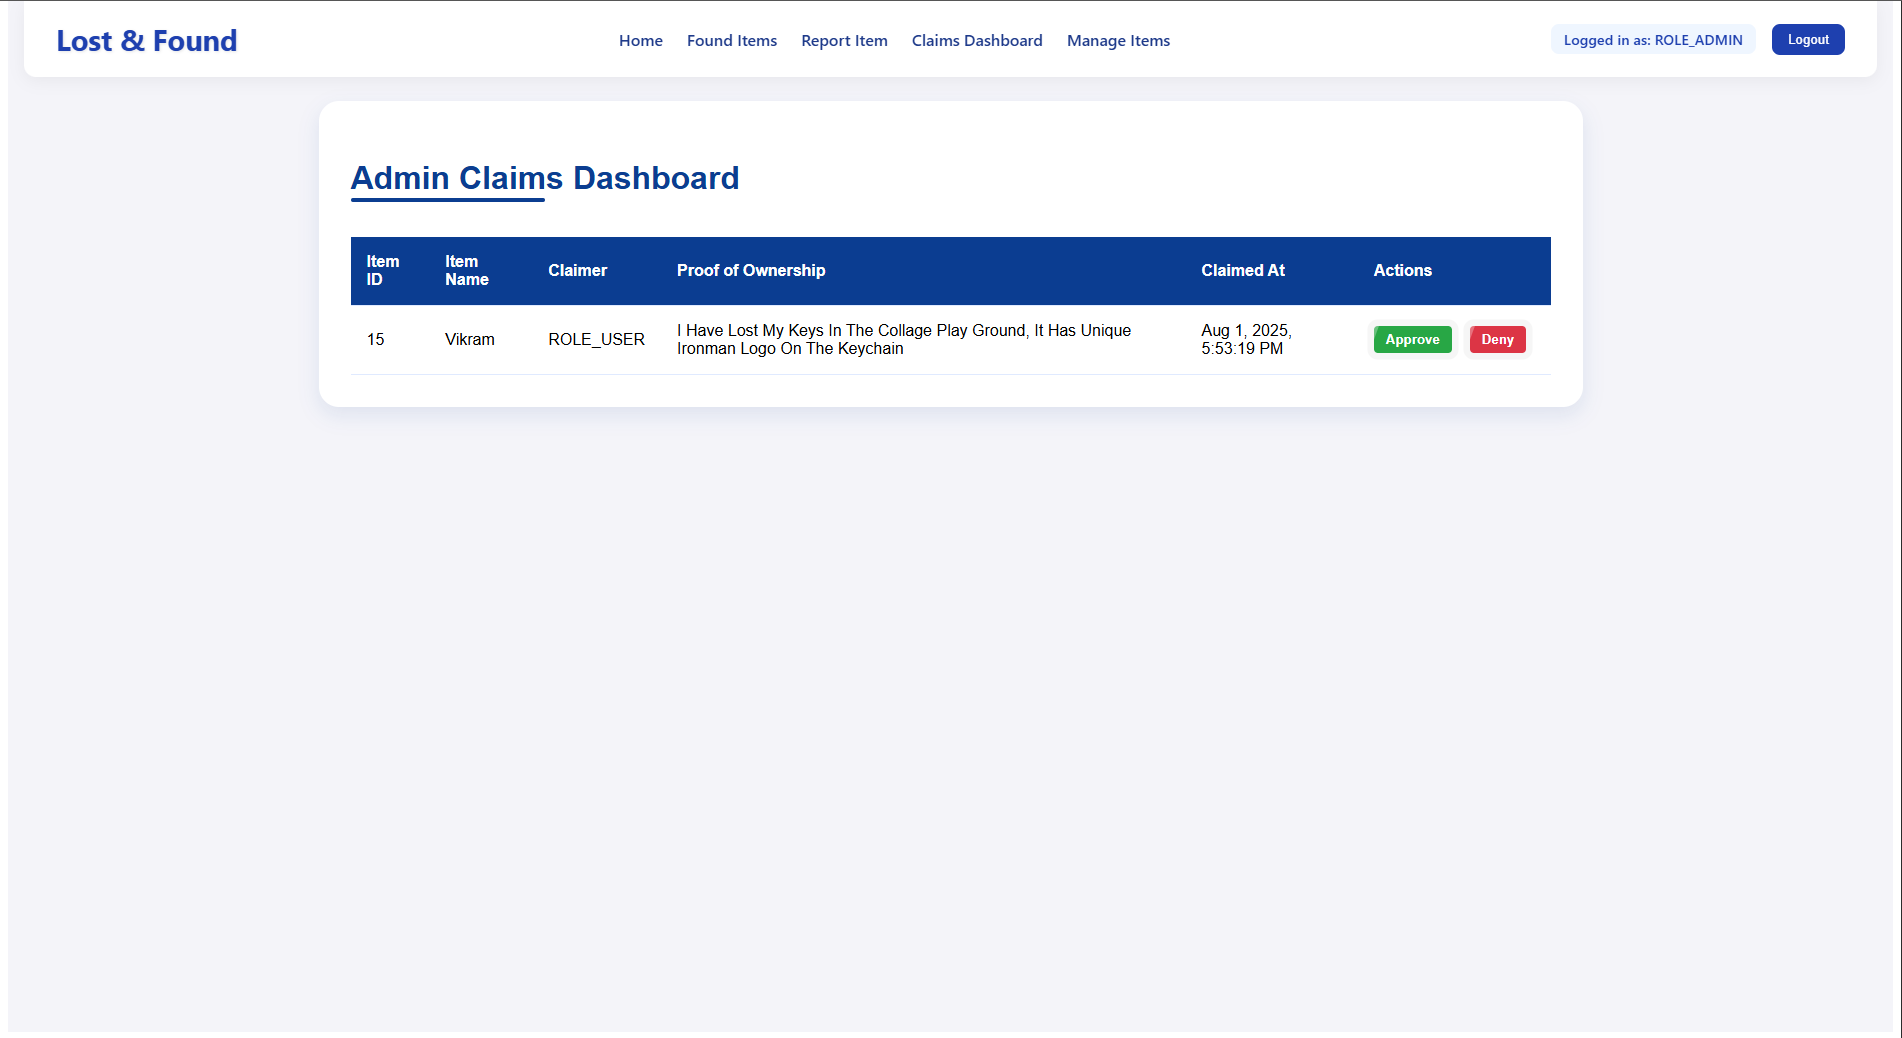 Lost & Found
Home Found Items Report Item Claims Dashboard Manage Items
Logged in as: ROLE_ADMIN
Logout
Admin Claims Dashboard
Item ID Item Name Claimer Proof of Ownership Claimed At Actions
15 Vikram ROLE_USER
I Have Lost My Keys In The Collage Play Ground, It Has Unique
Ironman Logo On The Keychain
Aug 1, 2025,
5:53:19 PM
Approve Deny